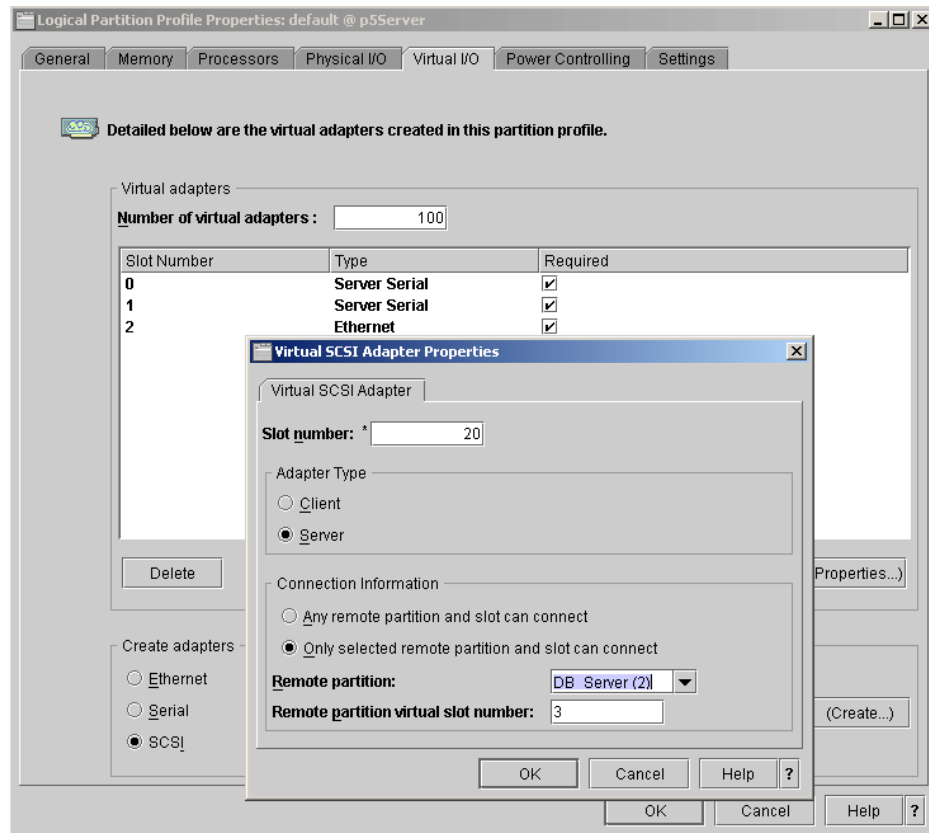 Logical Partition Profile Properties: default @ p5Server
General Memory Processors Physical I/O Virtual I/O Power Controlling Settings
Detailed below are the virtual adapters created in this partition profile.
Virtual adapters
Number of virtual adapters : 100
Slot Number Type Required
0 Server Serial
1 Server Serial
2 Ethernet
Virtual SCSI Adapter Properties
Virtual SCSI Adapter
Slot number: * 20
Adapter Type
Client
Server
Delete
Properties...)
Connection Information
Any remote partition and slot can connect
Only selected remote partition and slot can connect
Remote partition: DB Server (2)
Remote partition virtual slot number: 3
Create adapters
Ethernet
Serial
SCSI
(Create...)
OK Cancel Help ?
OK Cancel Help ?